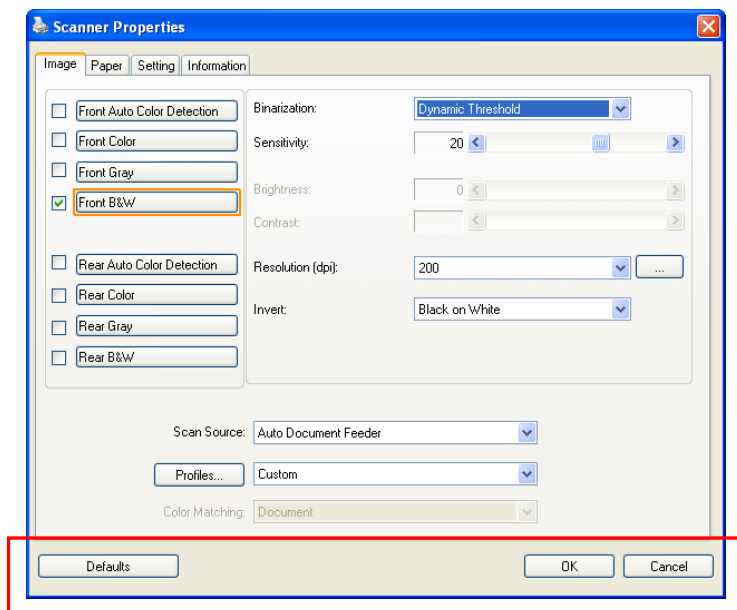 Scanner Properties
Image Paper Setting Information
Front Auto Color Detection
Front Color
Front Gray
Front B&W
Rear Auto Color Detection
Rear Color
Rear Gray
Rear B&W
Binarization: Dynamic Threshold
Sensitivity: 20
Brightness: 0
Contrast:
Resolution (dpi): 200 ...
Invert: Black on White
Scan Source: Auto Document Feeder
Profiles... Custom
Color Matching: Document
Defaults OK Cancel